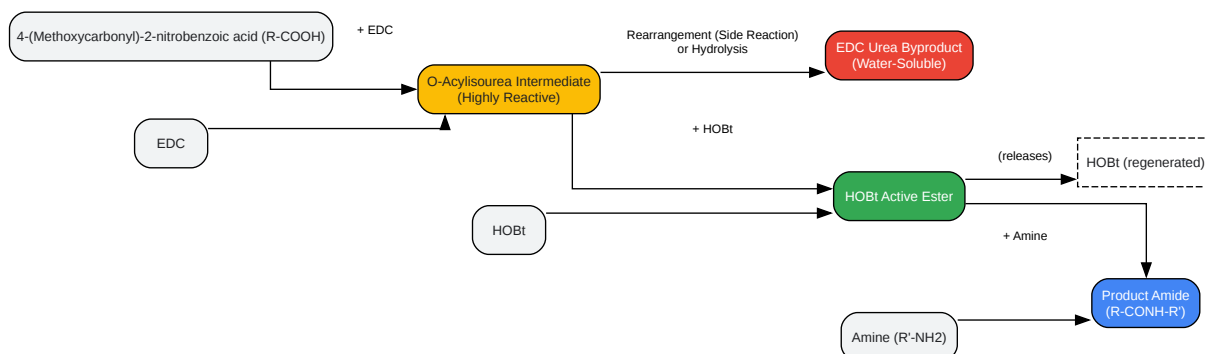 4-(Methoxycarbonyl)-2-nitrobenzoic acid (R-COOH)
+ EDC
Rearrangement (Side Reaction)
or Hydrolysis
EDC Urea Byproduct
(Water-Soluble)
O-Acylisourea Intermediate
(Highly Reactive)
EDC
+ HOBt
(releases)
HOBt (regenerated)
HOBt Active Ester
HOBt
+ Amine
Product Amide
(R-CONH-R')
Amine (R'-NH2)